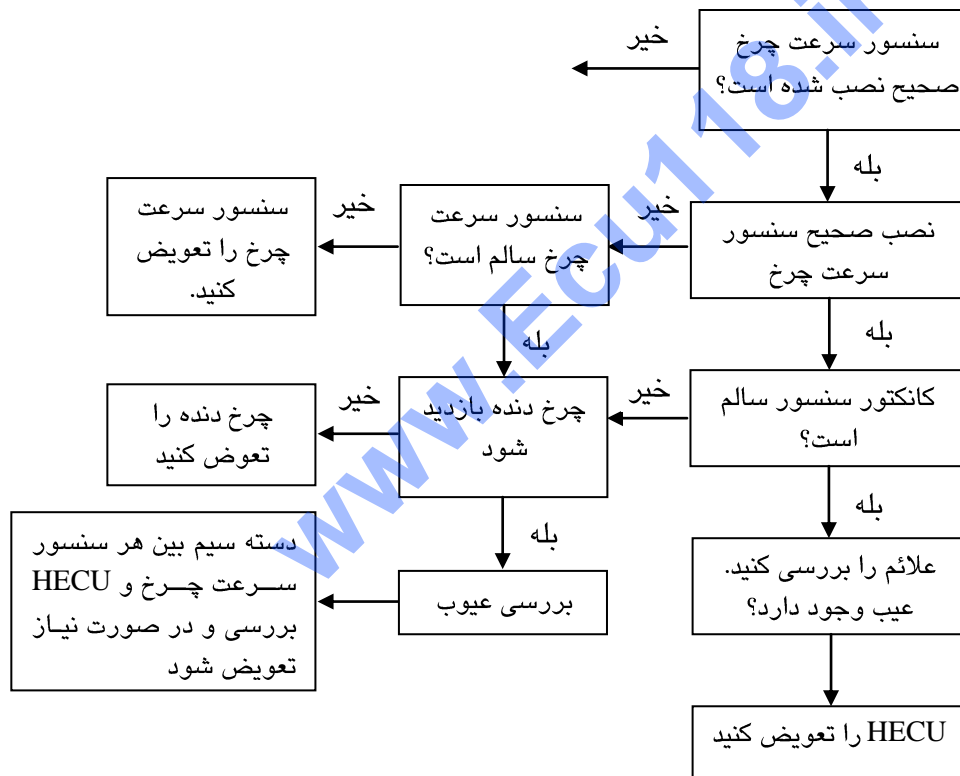 سنسور سرعت چرخ
صحیح نصب شده است؟
خیر
بله
نصب صحیح سنسور
سرعت چرخ
خیر
سنسور سرعت
چرخ سالم است؟
خیر
سنسور سرعت
چرخ را تعویض
کنید.
بله
بله
کانکتور سنسور سالم
است؟
خیر
چرخ دنده بازدید
شود
خیر
چرخ دنده را
تعوض کنید
بله
بله
علائم را بررسی کنید.
عیب وجود دارد؟
بررسی عیوب
دسته سیم بین هر سنسور
سرعت چرخ و HECU
بررسی و در صورت نیاز
تعویض شود
HECU را تعویض کنید
www.Ecu118.ir